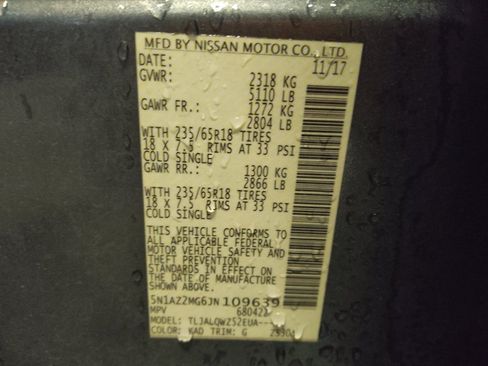 MFD BY NISSAN MOTOR CO., LTD.
DATE: 11/17
GVWR: 2318 KG
5110 LB
GAWR FR.: 1272 KG
2804 LB
WITH 235/65R18 TIRES
18 X 7.5 RIMS AT 33 PSI
COLD SINGLE
GAWR RR.: 1300 KG
2866 LB
WITH 235/65R18 TIRES
18 X 7.5 RIMS AT 33 PSI
COLD SINGLE
THIS VEHICLE CONFORMS TO
ALL APPLICABLE FEDERAL
MOTOR VEHICLE SAFETY AND
THEFT PREVENTION
STANDARDS IN EFFECT ON
THE DATE OF MANUFACTURE
SHOWN ABOVE
5N1AZ2MG6JN109639
MPV 680422
MODEL: TLJALQWZ52EUA---
COLOR: KAD TRIM: G